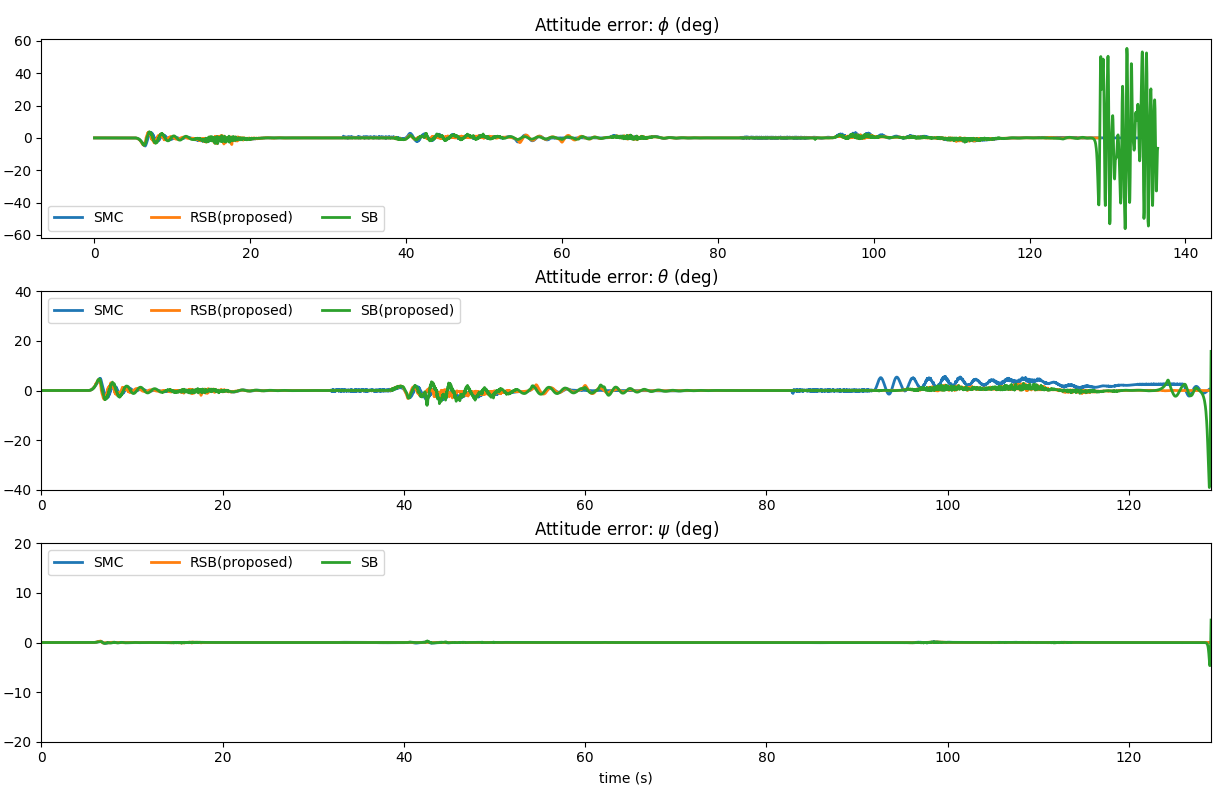 Attitude error: ϕ (deg)
60
40
20
0
−20
−40
−60
SMC RSB(proposed) SB
0 20 40 60 80 100 120 140
Attitude error: θ (deg)
40
20
0
−20
−40
SMC RSB(proposed) SB(proposed)
0 20 40 60 80 100 120
Attitude error: ψ (deg)
20
10
0
−10
−20
SMC RSB(proposed) SB
0 20 40 60 80 100 120
time (s)